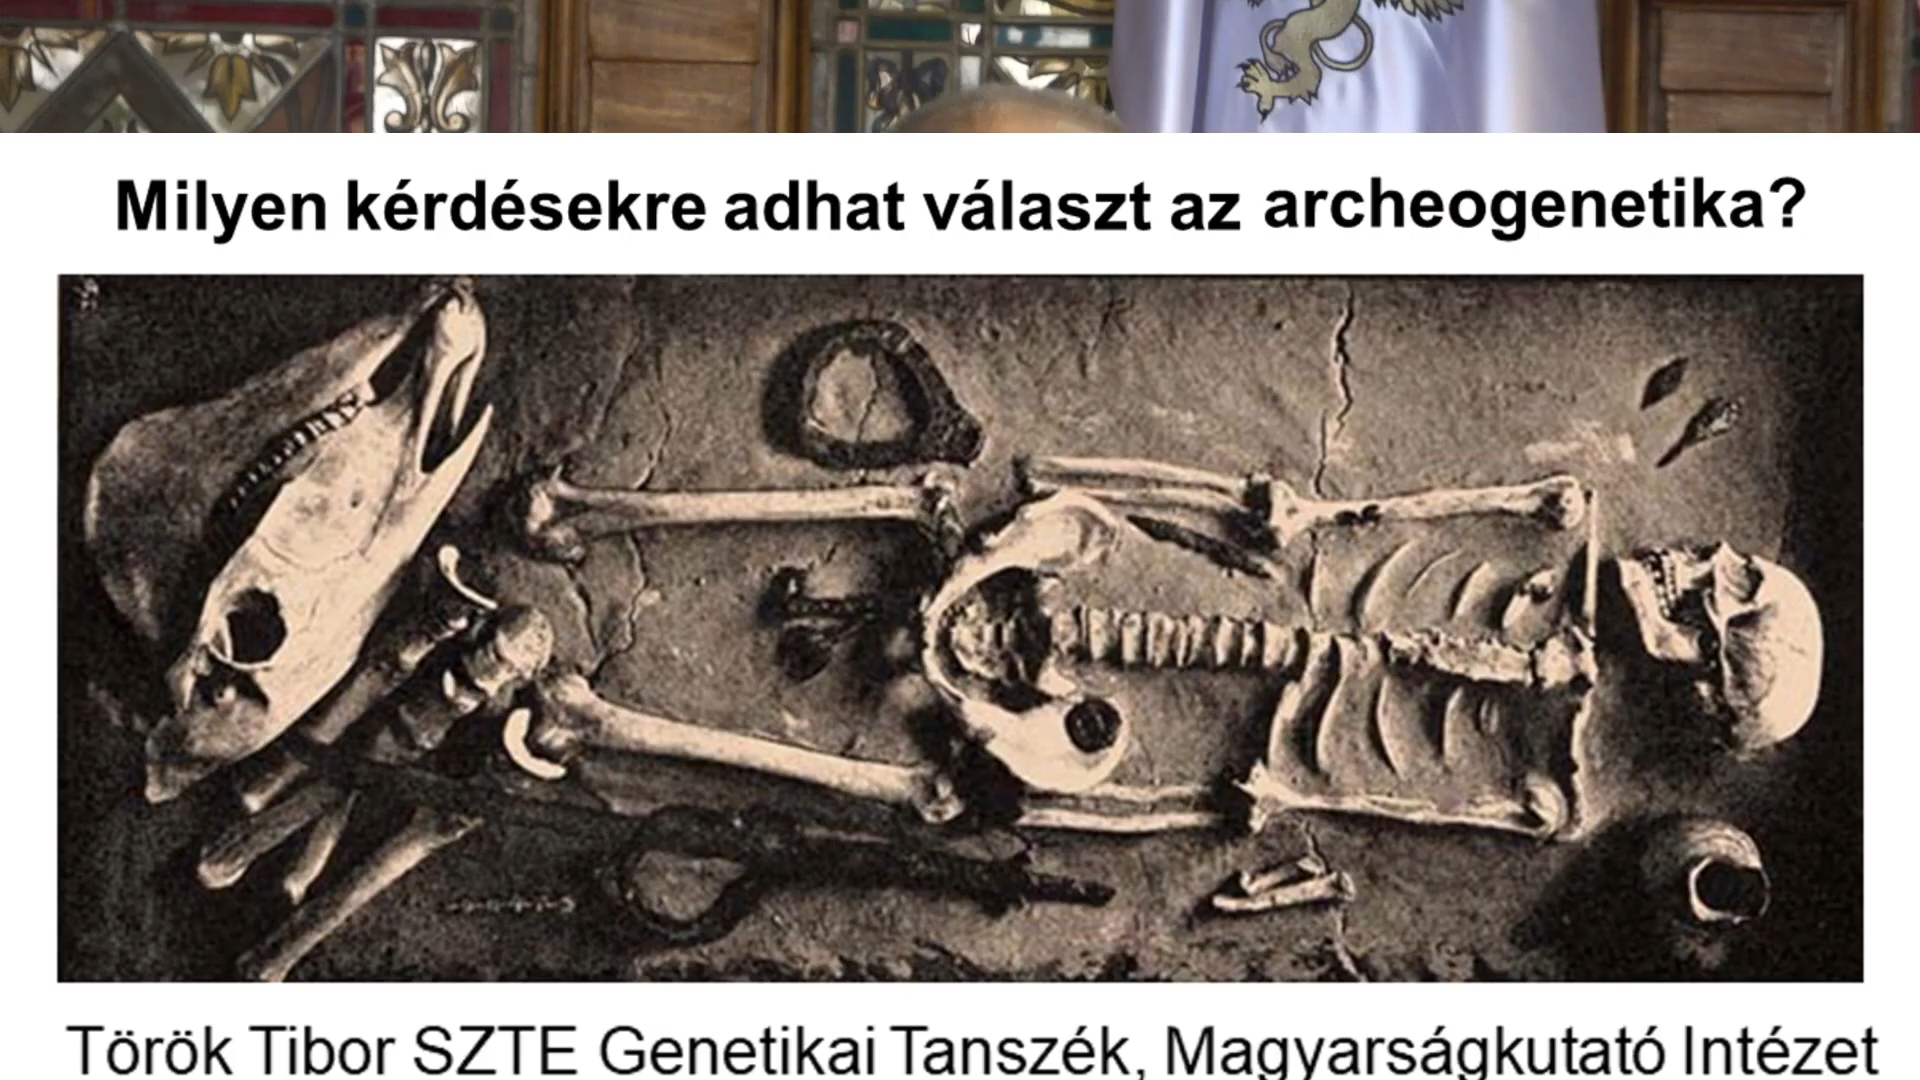 Milyen kérdésekre adhat választ az archeogenetika?
Török Tibor SZTE Genetikai Tanszék, Magyarságkutató Intézet